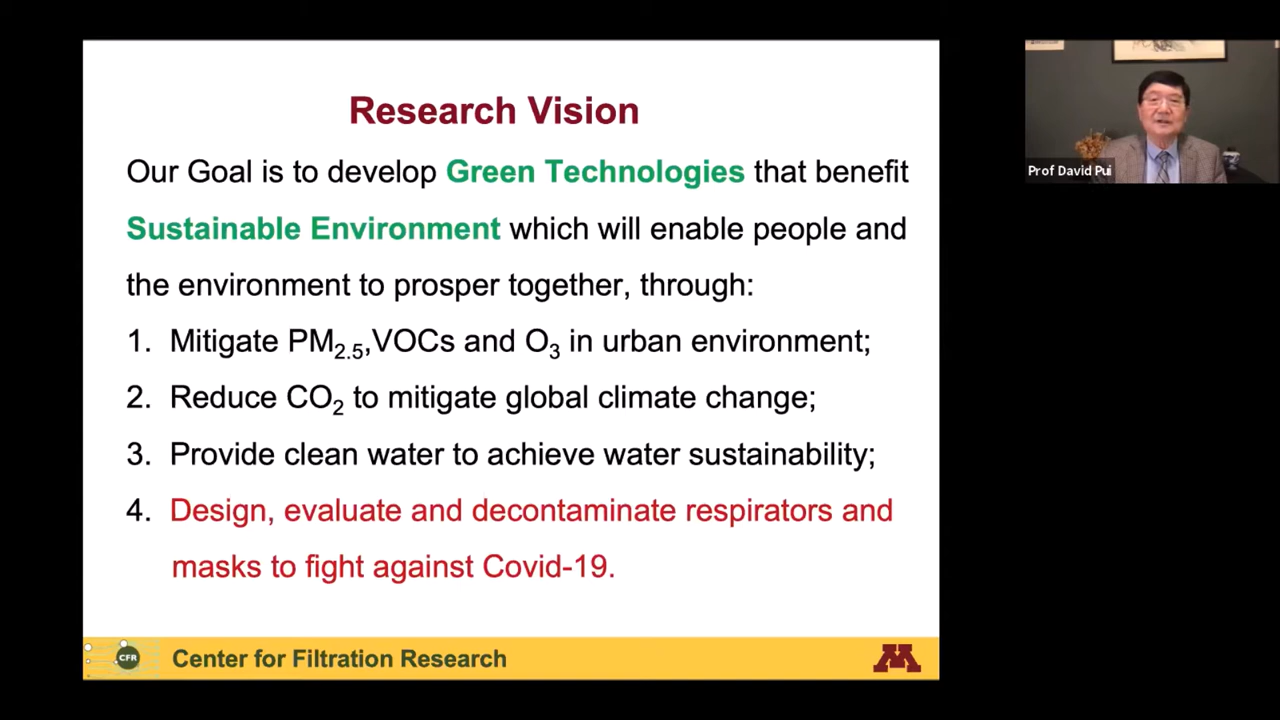 Research Vision
Our Goal is to develop Green Technologies that benefit
Sustainable Environment which will enable people and
the environment to prosper together, through:
1. Mitigate PM2.5,VOCs and O3 in urban environment;
2. Reduce CO2 to mitigate global climate change;
3. Provide clean water to achieve water sustainability;
4. Design, evaluate and decontaminate respirators and
masks to fight against Covid-19.
CFR
Center for Filtration Research
M
Prof David Pui